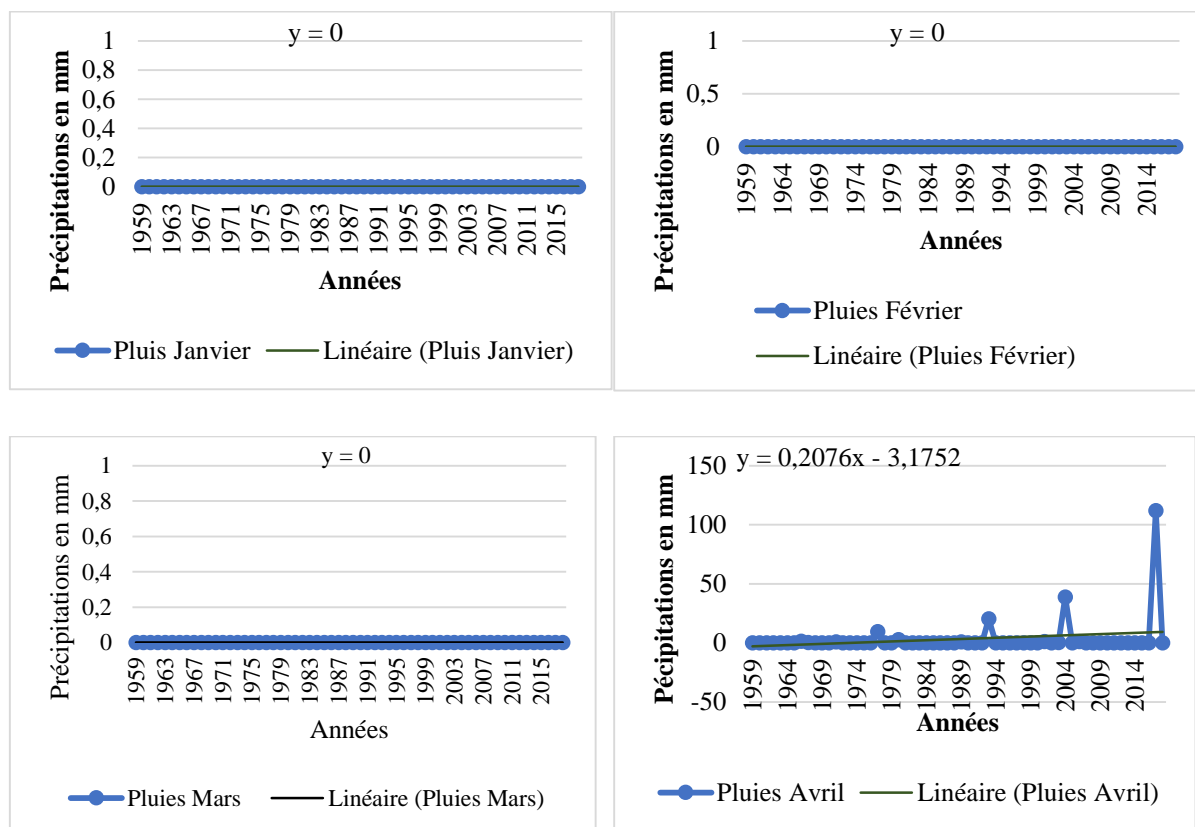 y = 0
Précipitations en mm
1
0,8
0,6
0,4
0,2
0
1959 1963 1967 1971 1975 1979 1983 1987 1991 1995 1999 2003 2007 2011 2015
Années
Pluis Janvier Linéaire (Pluis Janvier)
y = 0
Précipitations en mm
1
0,5
0
1959 1964 1969 1974 1979 1984 1989 1994 1999 2004 2009 2014
Années
Pluies Février
Linéaire (Pluies Février)
y = 0
Précipitations en mm
1
0,8
0,6
0,4
0,2
0
1959 1963 1967 1971 1975 1979 1983 1987 1991 1995 1999 2003 2007 2011 2015
Années
Pluies Mars Linéaire (Pluies Mars)
y = 0,2076x - 3,1752
Pécipitations en mm
150
100
50
0
-50
1959 1964 1969 1974 1979 1984 1989 1994 1999 2004 2009 2014
Années
Pluies Avril Linéaire (Pluies Avril)